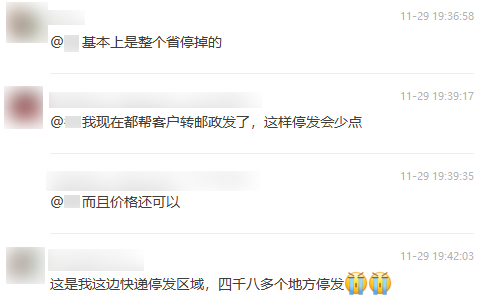 11-29 19:36:58
@ 基本上是整个省停掉的
11-29 19:39:17
@ 我现在都帮客户转邮政发了，这样停发会少点
11-29 19:39:35
@ 而且价格还可以
11-29 19:42:03
这是我这边快递停发区域，四千八多个地方停发😭😭